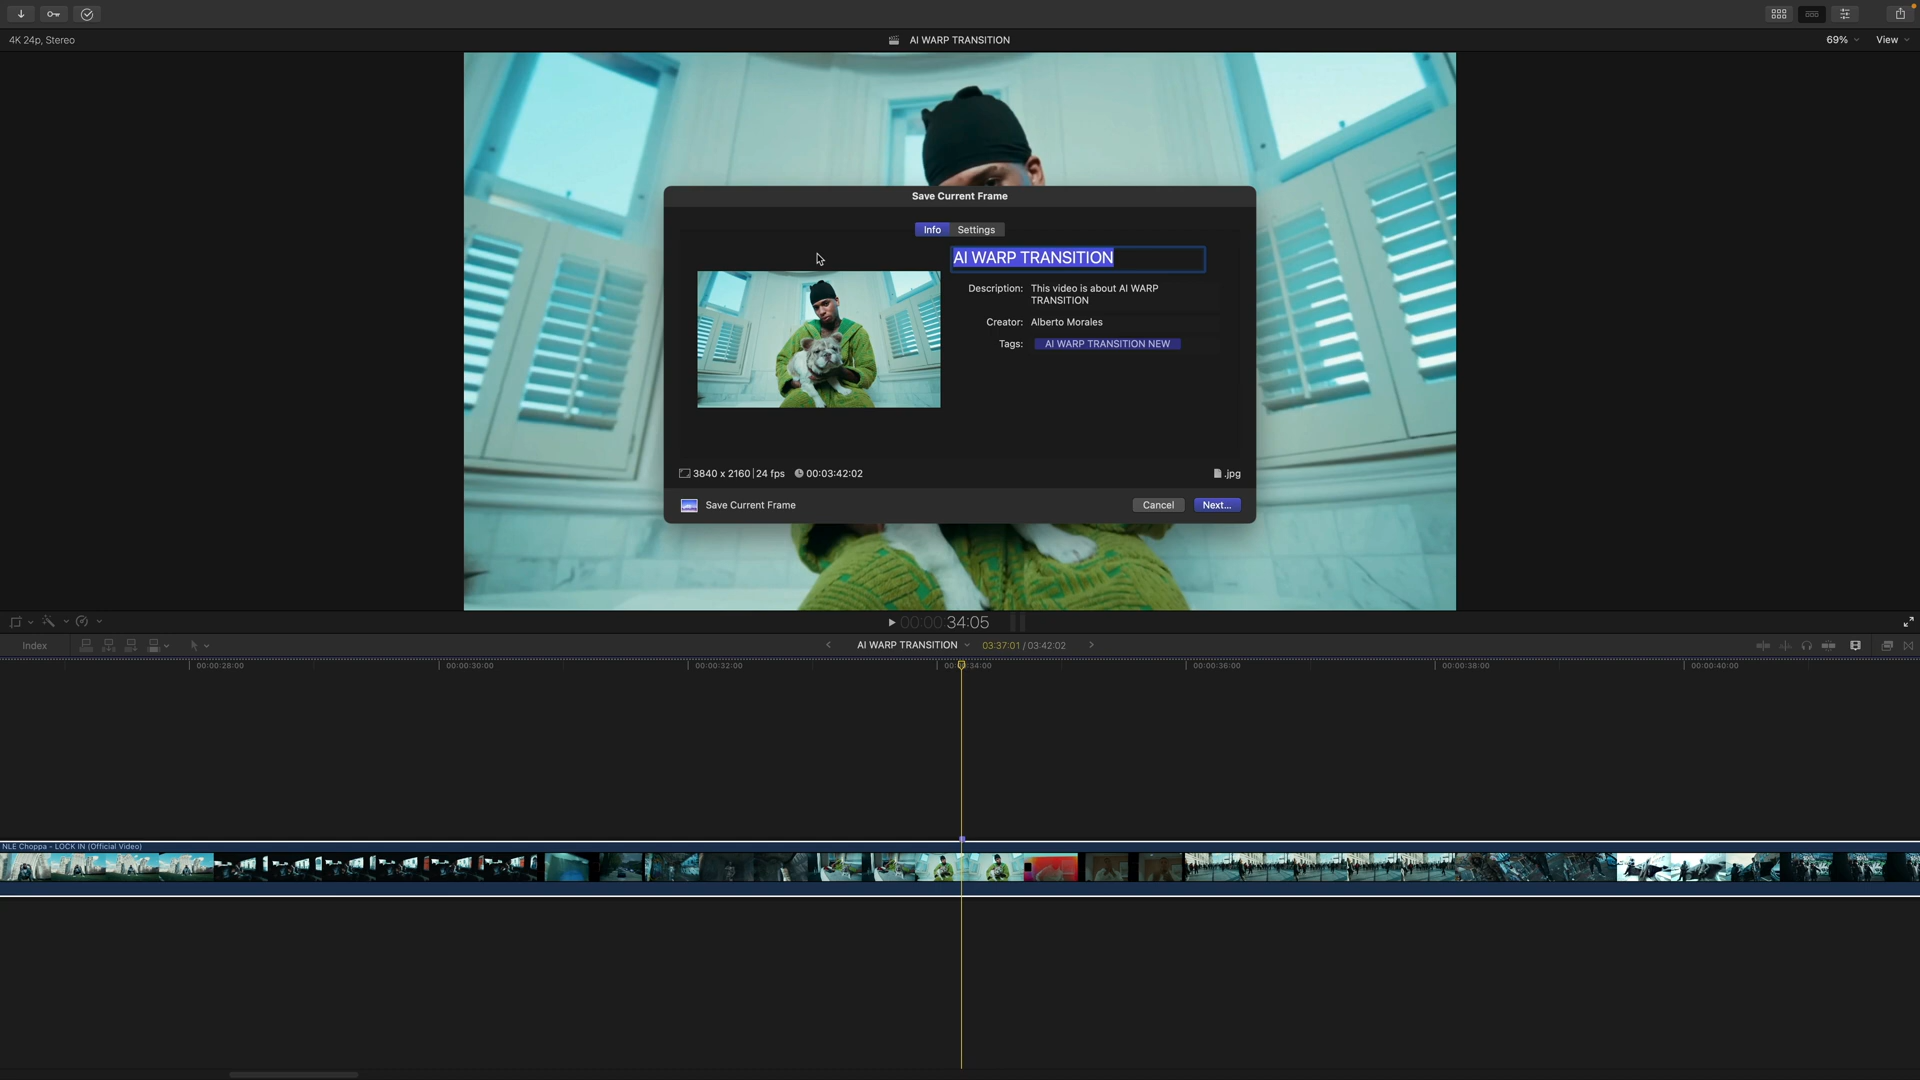 4K 24p, Stereo
AI WARP TRANSITION
69%
View
Save Current Frame
Info
Settings
AI WARP TRANSITION
Description: This video is about AI WARP
TRANSITION
Creator: Alberto Morales
Tags: AI WARP TRANSITION NEW
3840 x 2160 | 24 fps 00:03:42:02
.jpg
Save Current Frame
Cancel
Next...
00:00:34:05
Index
AI WARP TRANSITION
03:37:01 / 03:42:02
00:00:28:00
00:00:30:00
00:00:32:00
00:00:34:00
00:00:36:00
00:00:38:00
00:00:40:00
NLE Choppa - LOCK IN (Official Video)